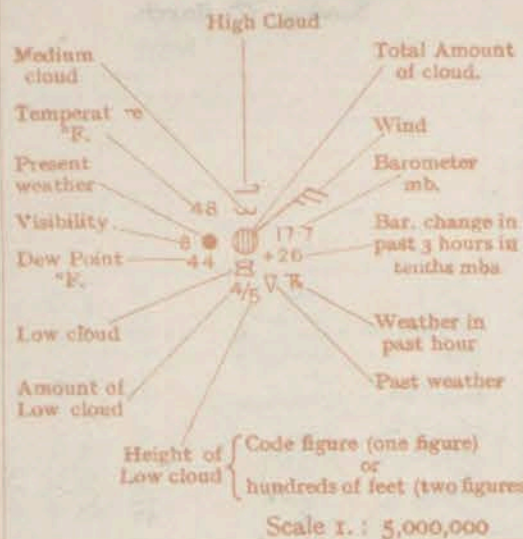 High Cloud
Medium cloud
Total Amount of cloud.
Temperat re °F.
Wind
Present weather
Barometer mb.
48
Visibility.
8
17·7
Bar. change in past 3 hours in tenths mbs
+26
Dew Point °F.
44
4/5
Low cloud
Weather in past hour
Amount of Low cloud
Past weather
Height of Low cloud
Code figure (one figure)
or
hundreds of feet (two figures
Scale 1. : 5,000,000